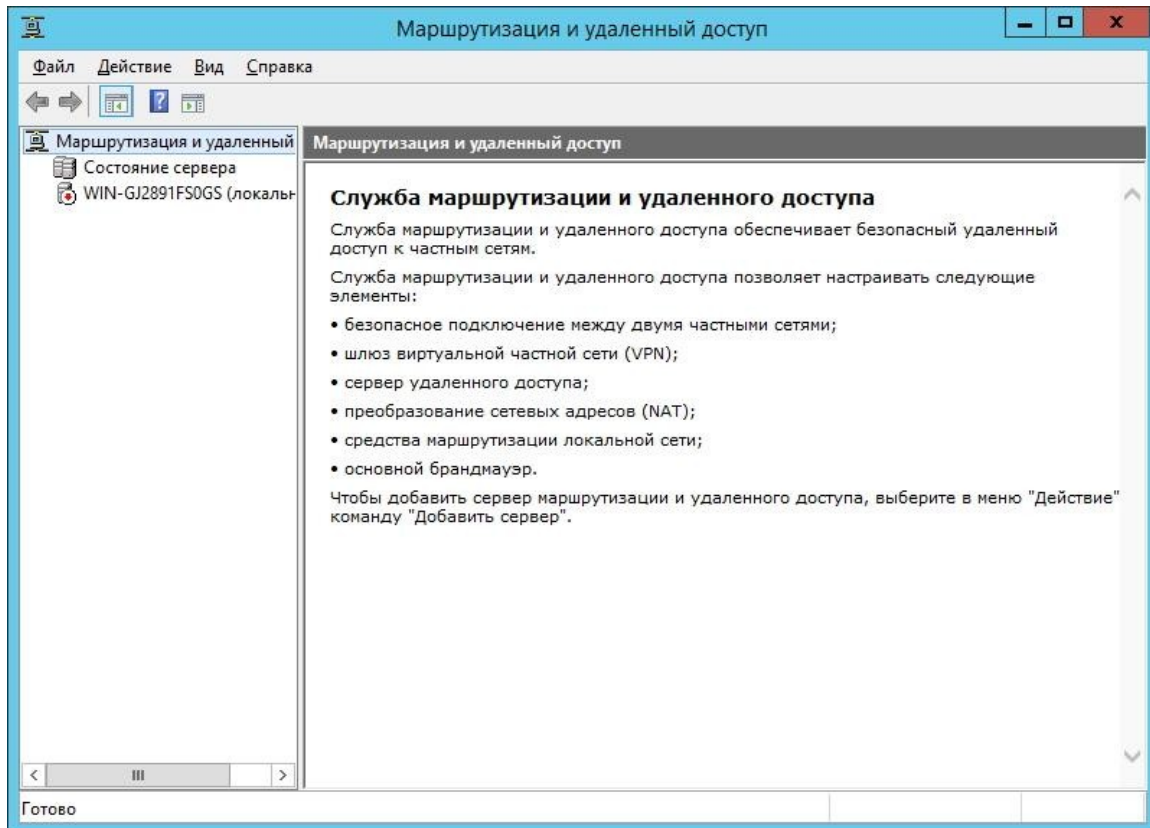 Маршрутизация и удаленный доступ
Файл Действие Вид Справка
Маршрутизация и удаленный
Состояние сервера
WIN-GJ2891FS0GS (локальн
Маршрутизация и удаленный доступ
Служба маршрутизации и удаленного доступа
Служба маршрутизации и удаленного доступа обеспечивает безопасный удаленный
доступ к частным сетям.
Служба маршрутизации и удаленного доступа позволяет настраивать следующие
элементы:
• безопасное подключение между двумя частными сетями;
• шлюз виртуальной частной сети (VPN);
• сервер удаленного доступа;
• преобразование сетевых адресов (NAT);
• средства маршрутизации локальной сети;
• основной брандмауэр.
Чтобы добавить сервер маршрутизации и удаленного доступа, выберите в меню "Действие"
команду "Добавить сервер".
Готово